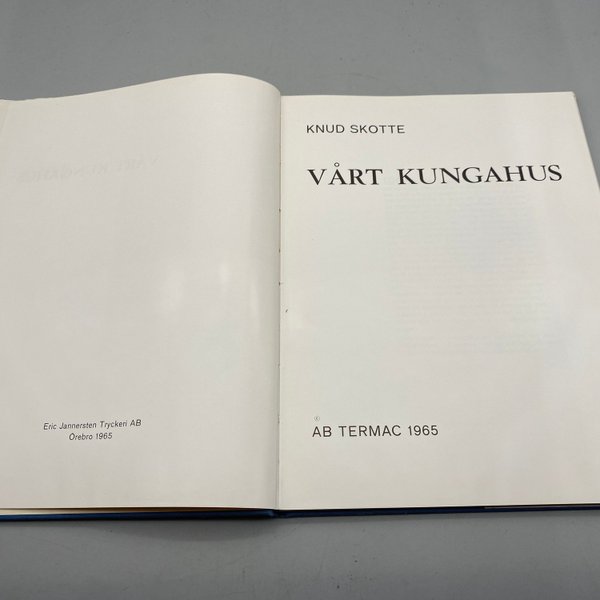 Eric Jannersten Tryckeri AB
Örebro 1965
KNUD SKOTTE
VÅRT KUNGAHUS
©
AB TERMAC 1965